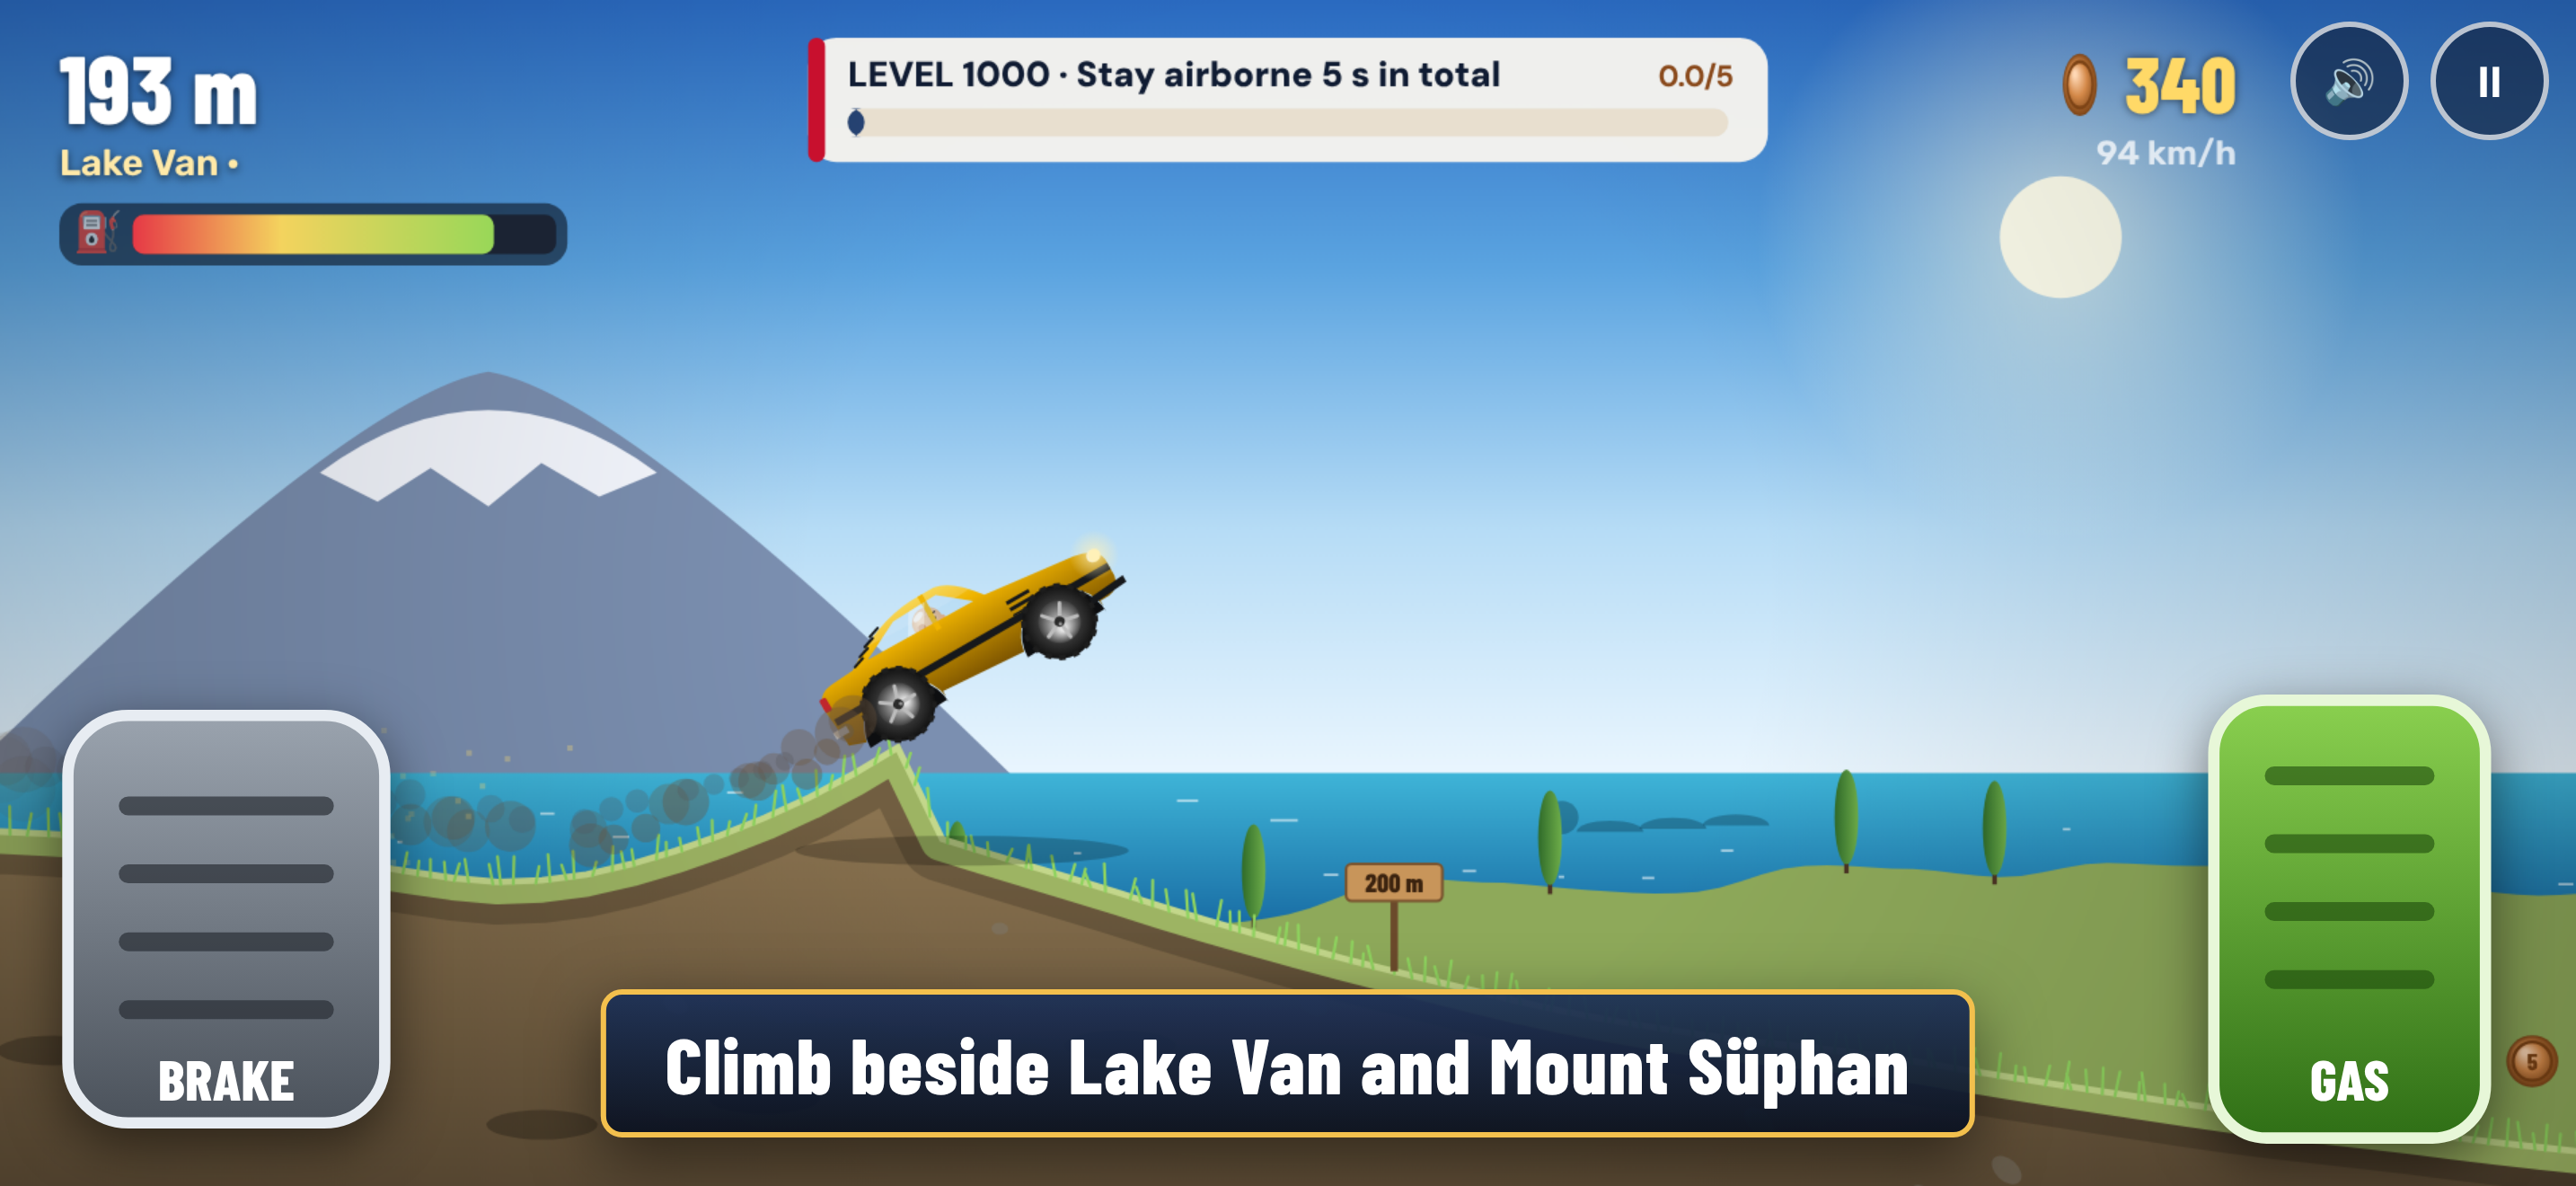 193 m
Lake Van •
LEVEL 1000 · Stay airborne 5 s in total
0.0/5
340
94 km/h
200 m
Climb beside Lake Van and Mount Süphan
BRAKE
GAS
5